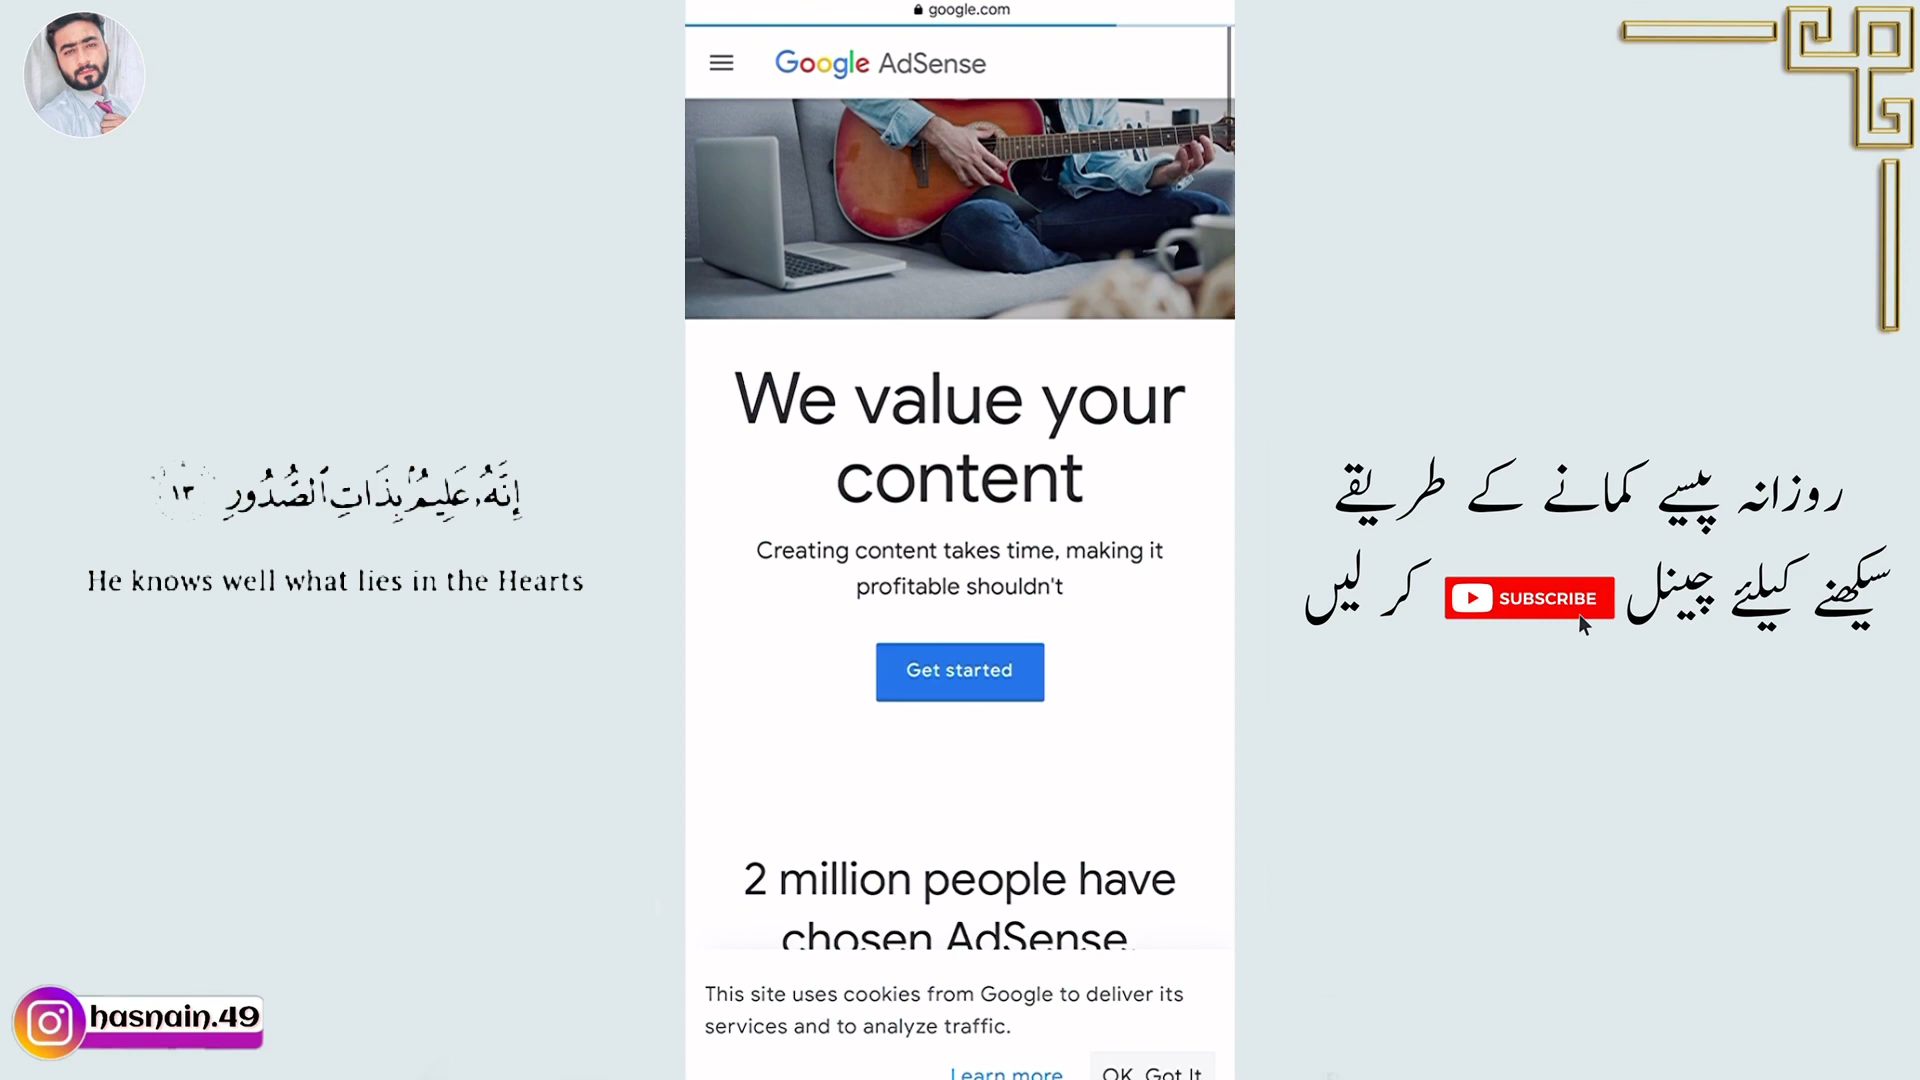 google.com
Google AdSense
We value your
content
Creating content takes time, making it
profitable shouldn't
Get started
2 million people have
chosen AdSense.
This site uses cookies from Google to deliver its
services and to analyze traffic.
Learn more
OK, Got It
إِنَّهُۥ عَلِيمٌۢ بِذَاتِ ٱلصُّدُورِ ١٣
He knows well what lies in the Hearts
hasnain.49
روزانہ پیسے کمانے کے طریقے
سیکھنے کیلئے چینل SUBSCRIBE کر لیں